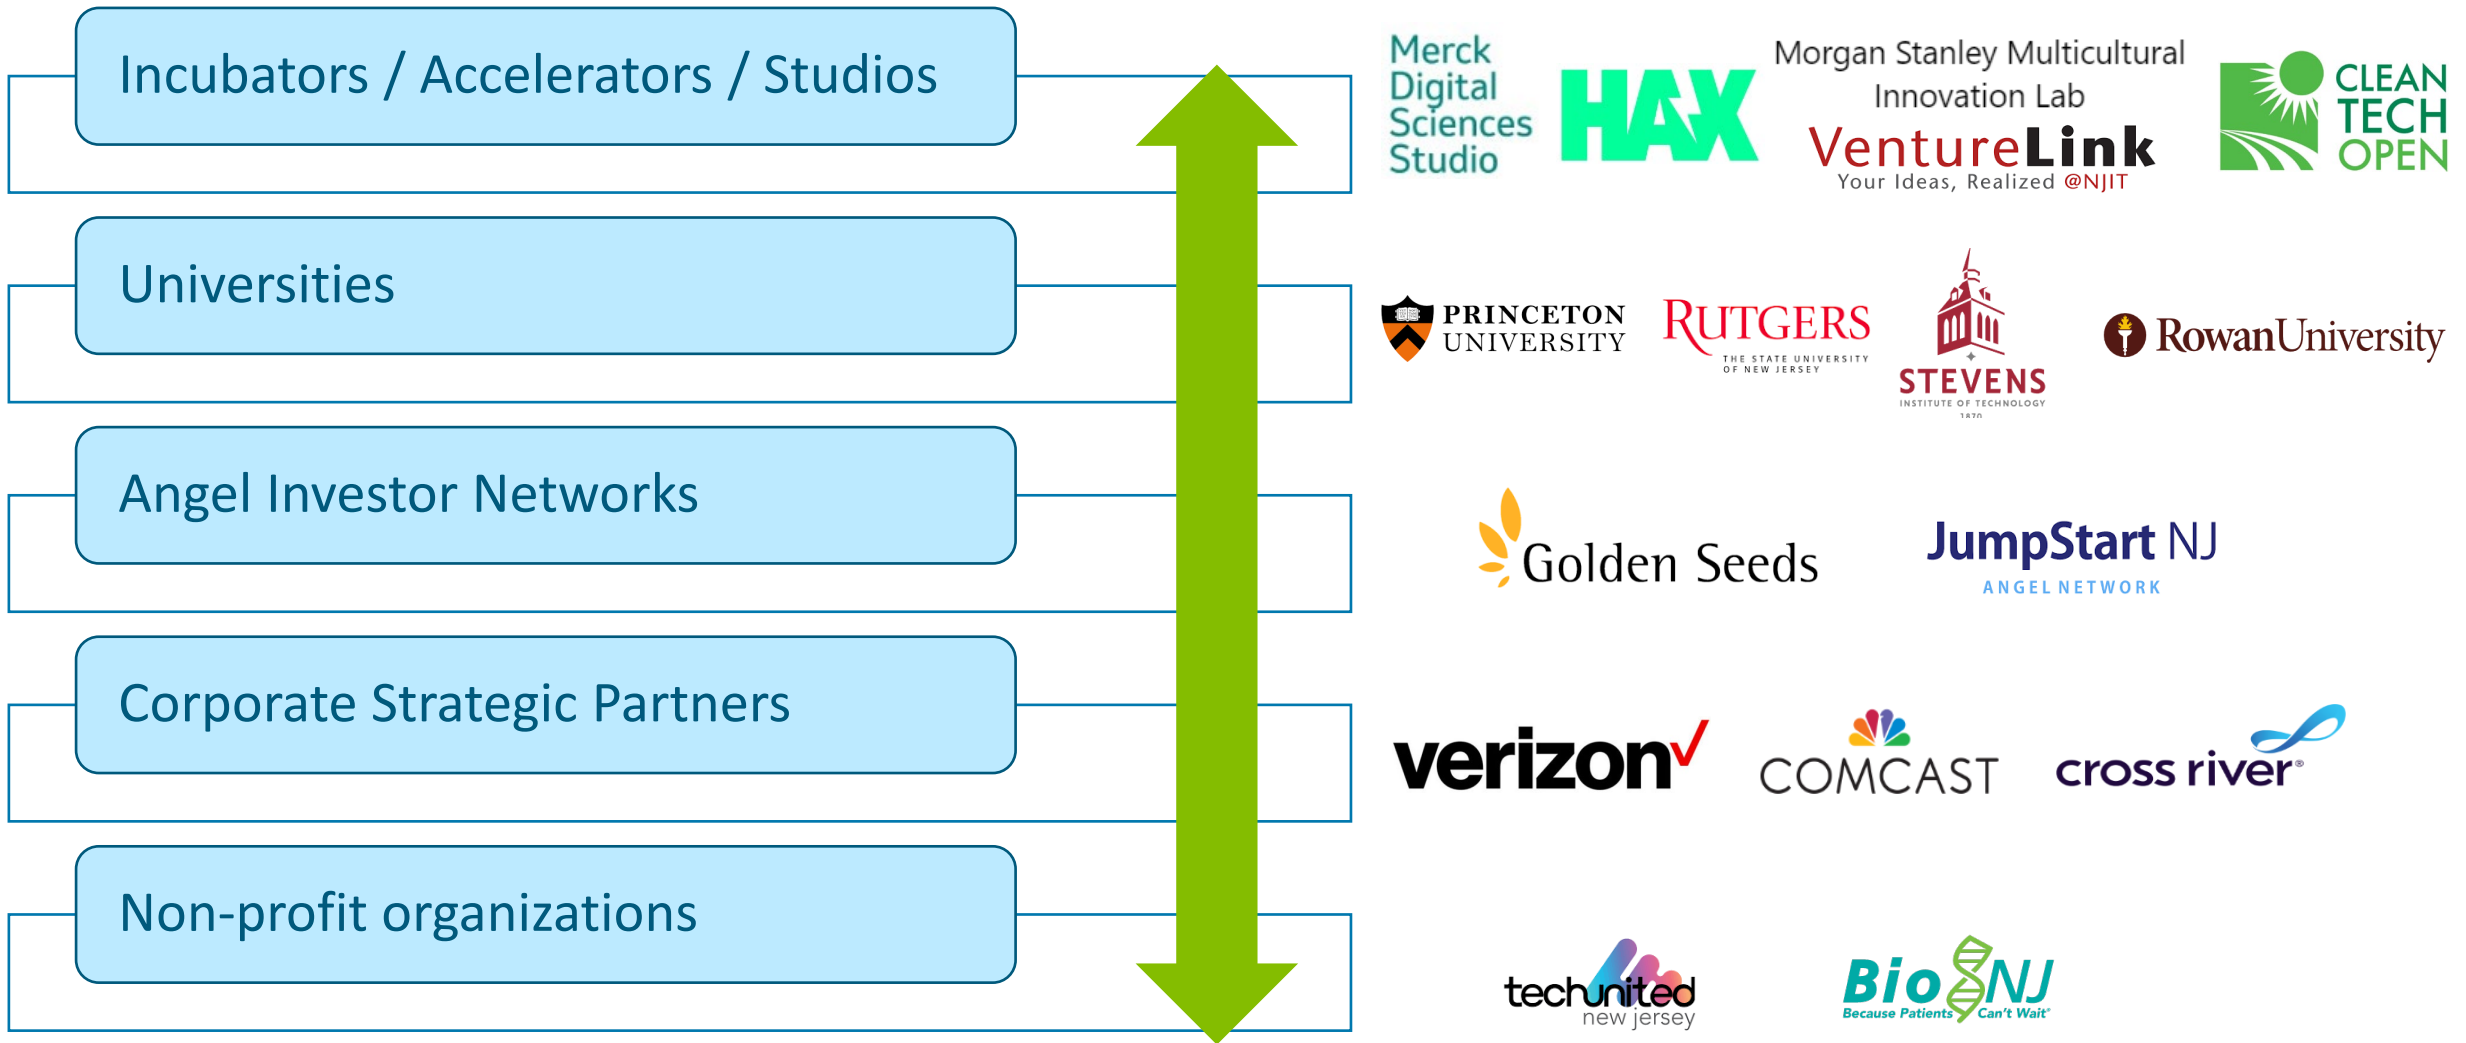 Incubators / Accelerators / Studios
Merck
Digital
Sciences
Studio
HAX
Morgan Stanley Multicultural
Innovation Lab
VentureLink
Your Ideas, Realized @NJIT
CLEAN
TECH
OPEN
Universities
PRINCETON
UNIVERSITY
RUTGERS
THE STATE UNIVERSITY
OF NEW JERSEY
STEVENS
INSTITUTE OF TECHNOLOGY
1870
RowanUniversity
Angel Investor Networks
Golden Seeds
JumpStart NJ
ANGEL NETWORK
Corporate Strategic Partners
verizon✓
COMCAST
cross river®
Non-profit organizations
techunited
new jersey
BioNJ
Because Patients Can't Wait®